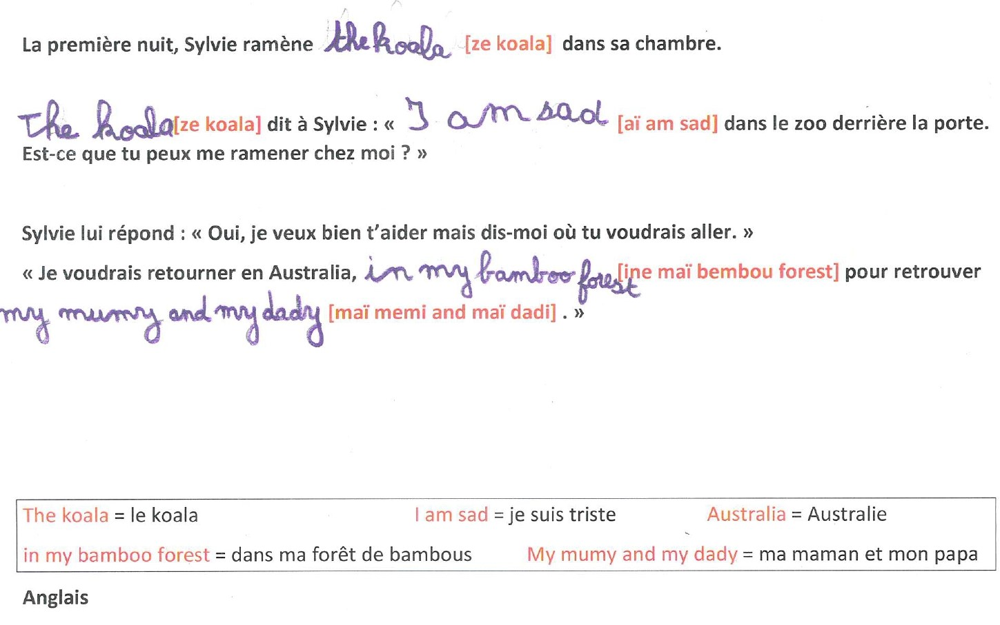 La première nuit, Sylvie ramène the koala [ze koala] dans sa chambre.
The koala [ze koala] dit à Sylvie : « I am sad [aï am sad] dans le zoo derrière la porte.
Est-ce que tu peux me ramener chez moi ? »
Sylvie lui répond : « Oui, je veux bien t’aider mais dis-moi où tu voudrais aller. »
« Je voudrais retourner en Australia, in my bamboo forest [ine maï bembou forest] pour retrouver
my mumy and my dady [maï memi and maï dadi] . »
The koala = le koala I am sad = je suis triste Australia = Australie
in my bamboo forest = dans ma forêt de bambous My mumy and my dady = ma maman et mon papa
Anglais